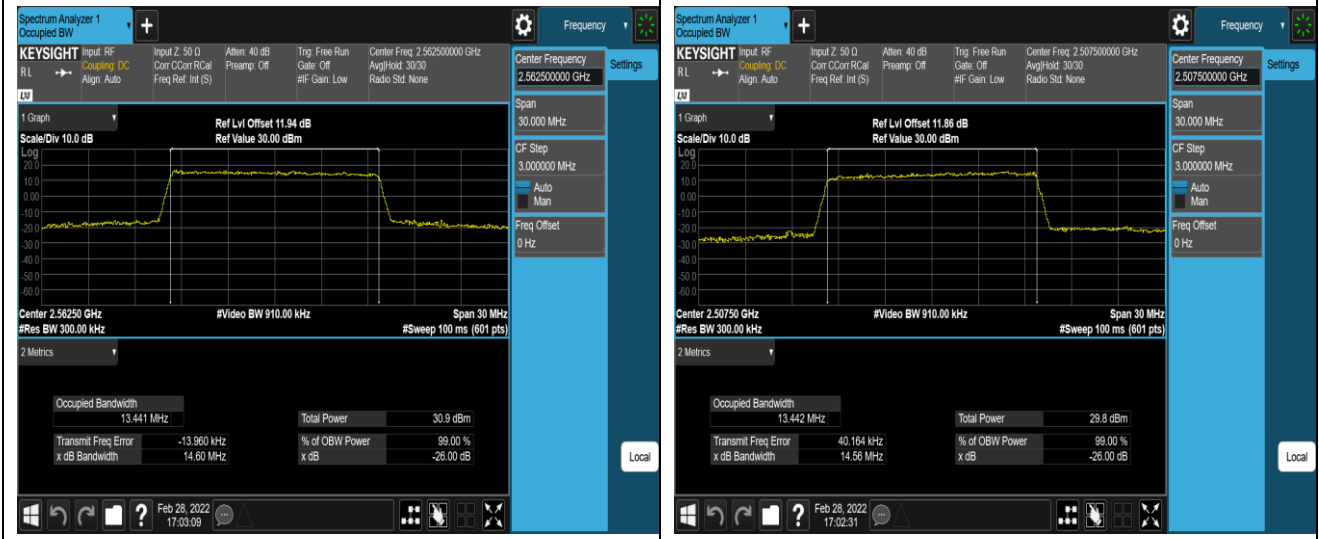 Spectrum Analyzer 1
Occupied BW
Frequency
KEYSIGHT Input: RF Input Z: 50 Ω Atten: 40 dB Trig: Free Run Center Freq: 2.562500000 GHz
R L Coupling: DC Corr CCorr RCal Preamp: Off Gate: Off Avg|Hold: 30/30
Align: Auto Freq Ref: Int (S) #IF Gain: Low Radio Std: None
LXI
1 Graph
Ref Lvl Offset 11.94 dB
Scale/Div 10.0 dB Ref Value 30.00 dBm
Log
20.0
10.0
0.00
-10.0
-20.0
-30.0
-40.0
-50.0
-60.0
Center 2.56250 GHz #Video BW 910.00 kHz Span 30 MHz
#Res BW 300.00 kHz #Sweep 100 ms (601 pts)
2 Metrics
Occupied Bandwidth
13.441 MHz Total Power 30.9 dBm
Transmit Freq Error -13.960 kHz % of OBW Power 99.00 %
x dB Bandwidth 14.60 MHz x dB -26.00 dB
Feb 28, 2022
17:03:09
?
Center Frequency
2.562500000 GHz
Settings
Span
30.000 MHz
CF Step
3.000000 MHz
Auto
Man
Freq Offset
0 Hz
Local
Spectrum Analyzer 1
Occupied BW
Frequency
KEYSIGHT Input: RF Input Z: 50 Ω Atten: 40 dB Trig: Free Run Center Freq: 2.507500000 GHz
R L Coupling: DC Corr CCorr RCal Preamp: Off Gate: Off Avg|Hold: 30/30
Align: Auto Freq Ref: Int (S) #IF Gain: Low Radio Std: None
LXI
1 Graph
Ref Lvl Offset 11.86 dB
Scale/Div 10.0 dB Ref Value 30.00 dBm
Log
20.0
10.0
0.00
-10.0
-20.0
-30.0
-40.0
-50.0
-60.0
Center 2.50750 GHz #Video BW 910.00 kHz Span 30 MHz
#Res BW 300.00 kHz #Sweep 100 ms (601 pts)
2 Metrics
Occupied Bandwidth
13.442 MHz Total Power 29.8 dBm
Transmit Freq Error 40.164 kHz % of OBW Power 99.00 %
x dB Bandwidth 14.56 MHz x dB -26.00 dB
Feb 28, 2022
17:02:31
?
Center Frequency
2.507500000 GHz
Settings
Span
30.000 MHz
CF Step
3.000000 MHz
Auto
Man
Freq Offset
0 Hz
Local